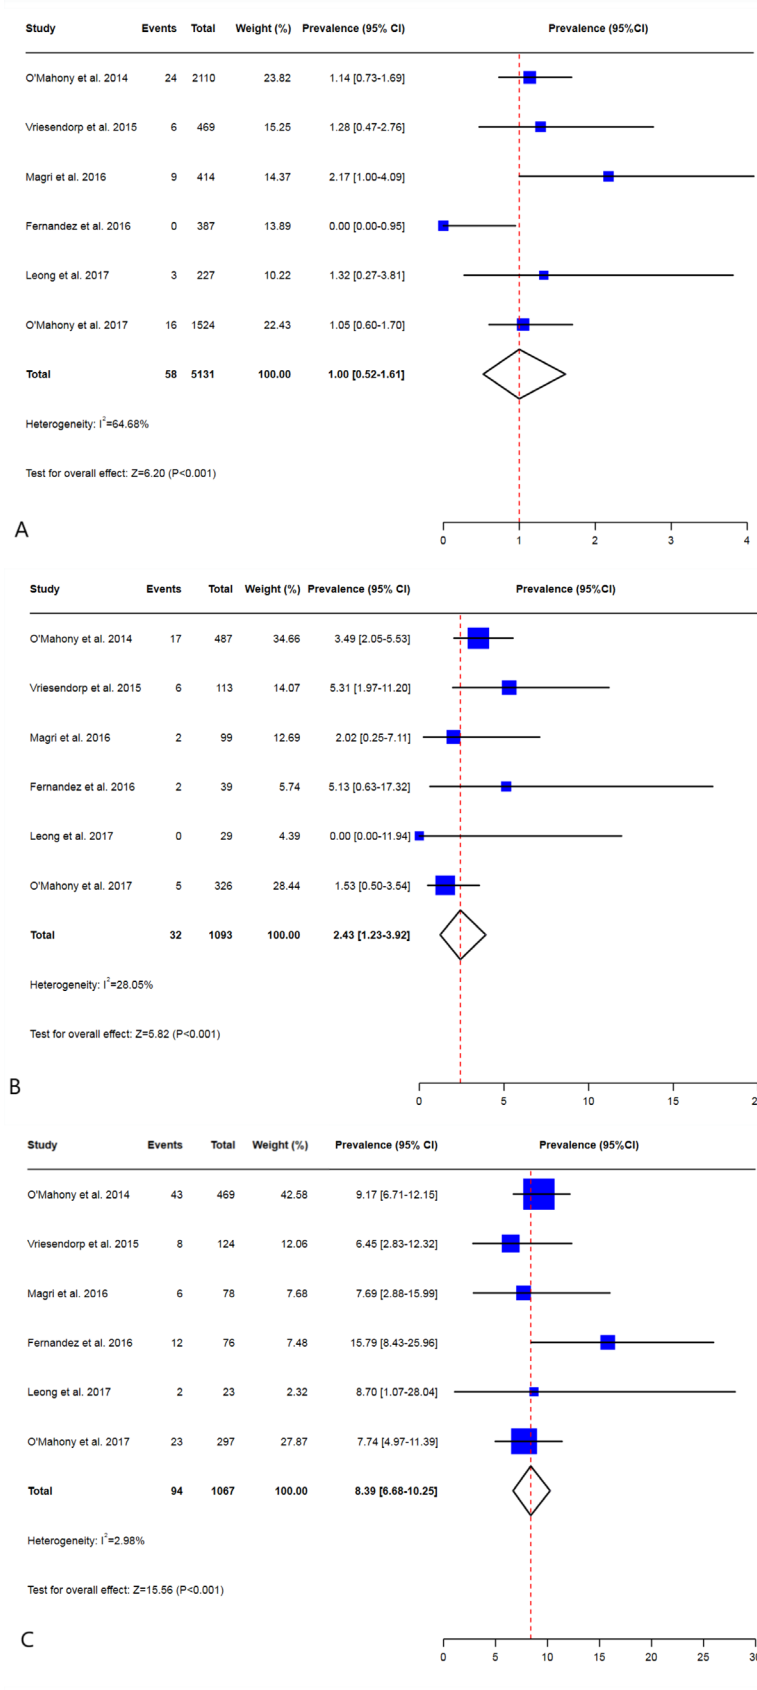 Study Events Total Weight (%) Prevalence (95% CI) Prevalence (95%CI)
O'Mahony et al. 2014 24 2110 23.82 1.14 [0.73-1.69]
Vriesendorp et al. 2015 6 469 15.25 1.28 [0.47-2.76]
Magri et al. 2016 9 414 14.37 2.17 [1.00-4.09]
Fernandez et al. 2016 0 387 13.89 0.00 [0.00-0.95]
Leong et al. 2017 3 227 10.22 1.32 [0.27-3.81]
O'Mahony et al. 2017 16 1524 22.43 1.05 [0.60-1.70]
Total 58 5131 100.00 1.00 [0.52-1.61]
Heterogeneity: I²=64.68%
Test for overall effect: Z=6.20 (P<0.001)
A
0 1 2 3 4
Study Events Total Weight (%) Prevalence (95% CI) Prevalence (95%CI)
O'Mahony et al. 2014 17 487 34.66 3.49 [2.05-5.53]
Vriesendorp et al. 2015 6 113 14.07 5.31 [1.97-11.20]
Magri et al. 2016 2 99 12.69 2.02 [0.25-7.11]
Fernandez et al. 2016 2 39 5.74 5.13 [0.63-17.32]
Leong et al. 2017 0 29 4.39 0.00 [0.00-11.94]
O'Mahony et al. 2017 5 326 28.44 1.53 [0.50-3.54]
Total 32 1093 100.00 2.43 [1.23-3.92]
Heterogeneity: I²=28.05%
Test for overall effect: Z=5.82 (P<0.001)
B
0 5 10 15 2
Study Events Total Weight (%) Prevalence (95% CI) Prevalence (95%CI)
O'Mahony et al. 2014 43 469 42.58 9.17 [6.71-12.15]
Vriesendorp et al. 2015 8 124 12.06 6.45 [2.83-12.32]
Magri et al. 2016 6 78 7.68 7.69 [2.88-15.99]
Fernandez et al. 2016 12 76 7.48 15.79 [8.43-25.96]
Leong et al. 2017 2 23 2.32 8.70 [1.07-28.04]
O'Mahony et al. 2017 23 297 27.87 7.74 [4.97-11.39]
Total 94 1067 100.00 8.39 [6.68-10.25]
Heterogeneity: I²=2.98%
Test for overall effect: Z=15.56 (P<0.001)
C
0 5 10 15 20 25 30